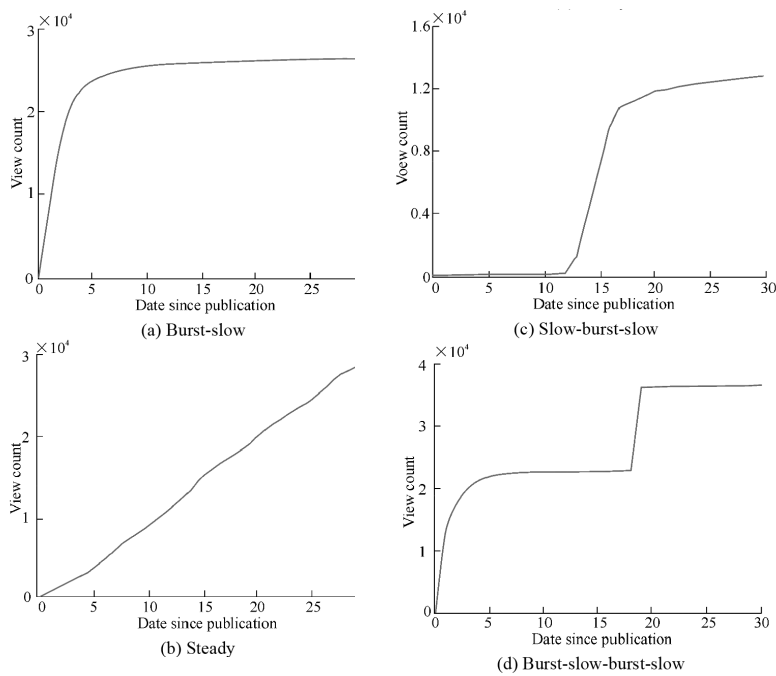 ×10⁴
3
2
1
0
View count
0 5 10 15 20 25
Date since publication
(a) Burst-slow
×10⁴
1.6
1.2
0.8
0.4
0
Voew count
0 5 10 15 20 25 30
Date since publication
(c) Slow-burst-slow
×10⁴
3
2
1
0
View count
0 5 10 15 20 25
Date since publication
(b) Steady
×10⁴
4
3
2
1
0
View count
0 5 10 15 20 25 30
Date since publication
(d) Burst-slow-burst-slow